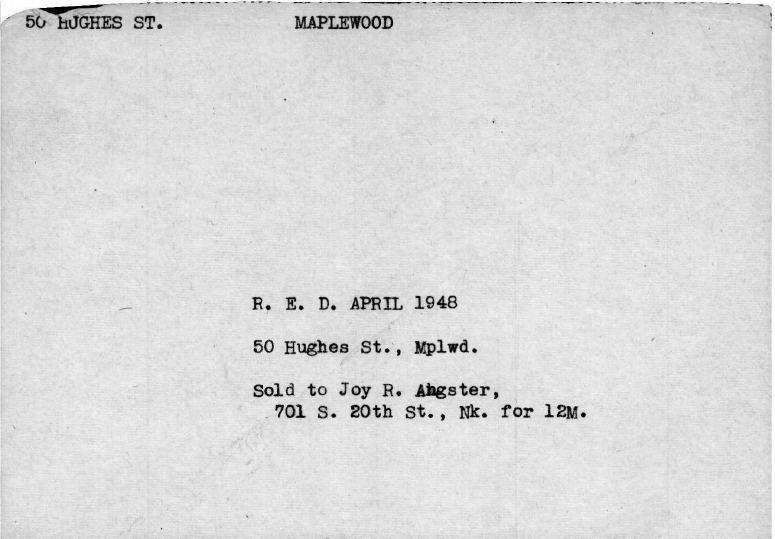 50 HUGHES ST. MAPLEWOOD
R. E. D. APRIL 1948
50 Hughes St., Mplwd.
Sold to Joy R. Angster,
701 S. 20th St., Nk. for 12M.